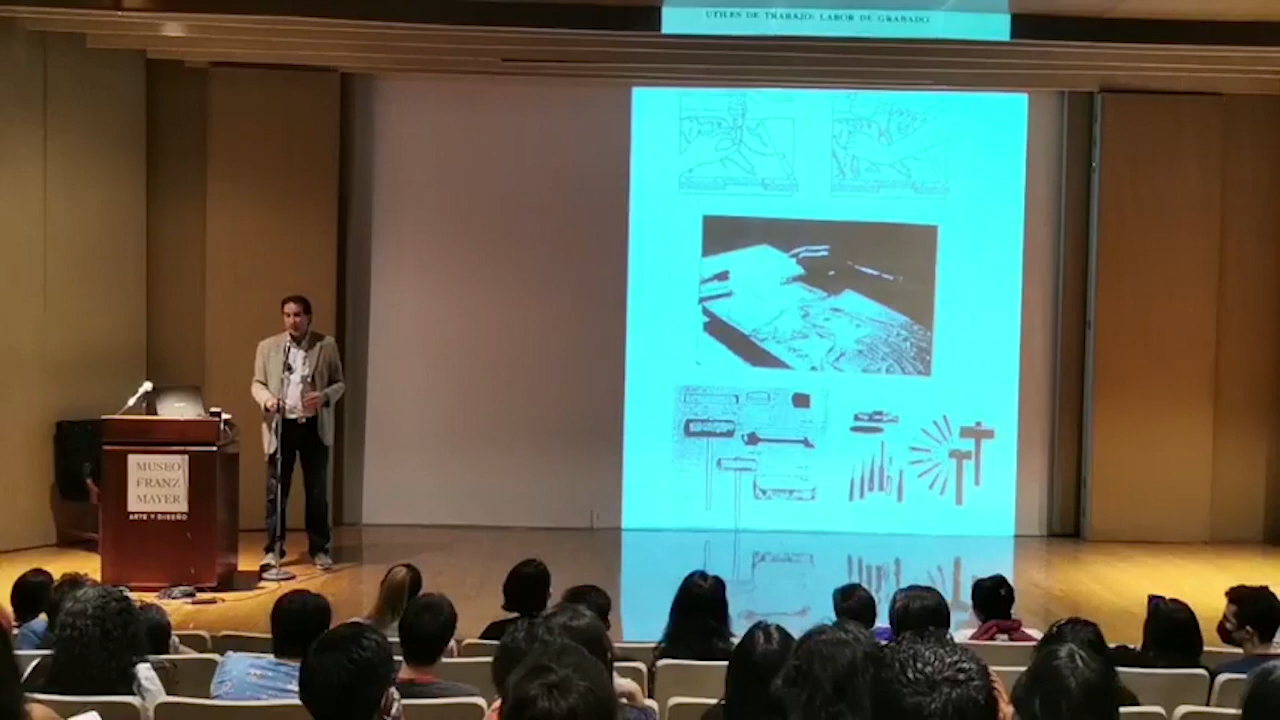 UTILES DE TRABAJO: LABOR DE GRABADO
MUSEO
FRANZ
MAYER
ARTE Y DISEÑO